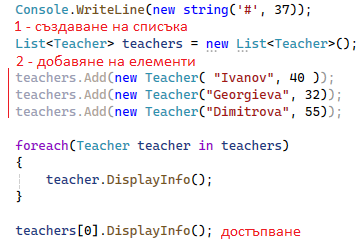 Console.WriteLine(new string('#', 37));
1 - създаване на списъка
List<Teacher> teachers = new List<Teacher>();
2 - добавяне на елементи
teachers.Add(new Teacher( "Ivanov", 40 ));
teachers.Add(new Teacher("Georgieva", 32));
teachers.Add(new Teacher("Dimitrova", 55));
foreach(Teacher teacher in teachers)
{
teacher.DisplayInfo();
}
teachers[0].DisplayInfo(); достъпване